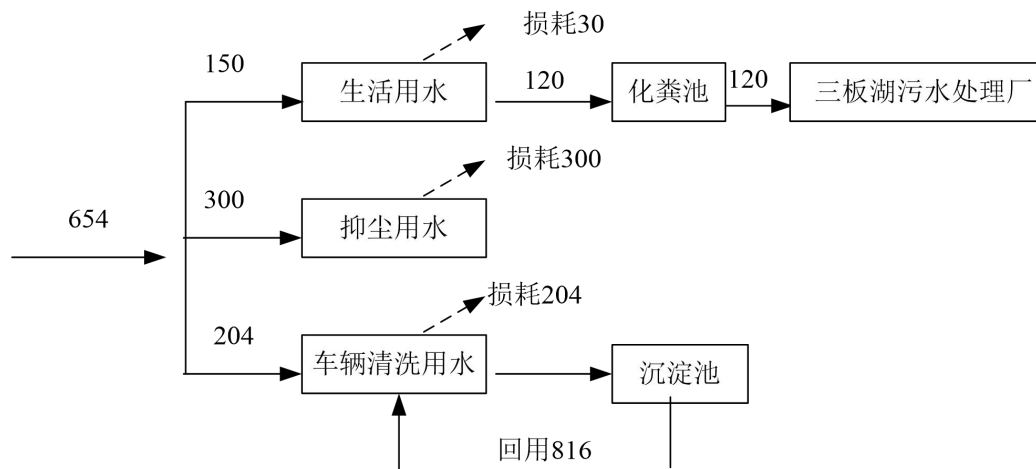 损耗30
150
生活用水
120
化粪池
120
三板湖污水处理厂
损耗300
300
抑尘用水
654
损耗204
204
车辆清洗用水
沉淀池
回用816